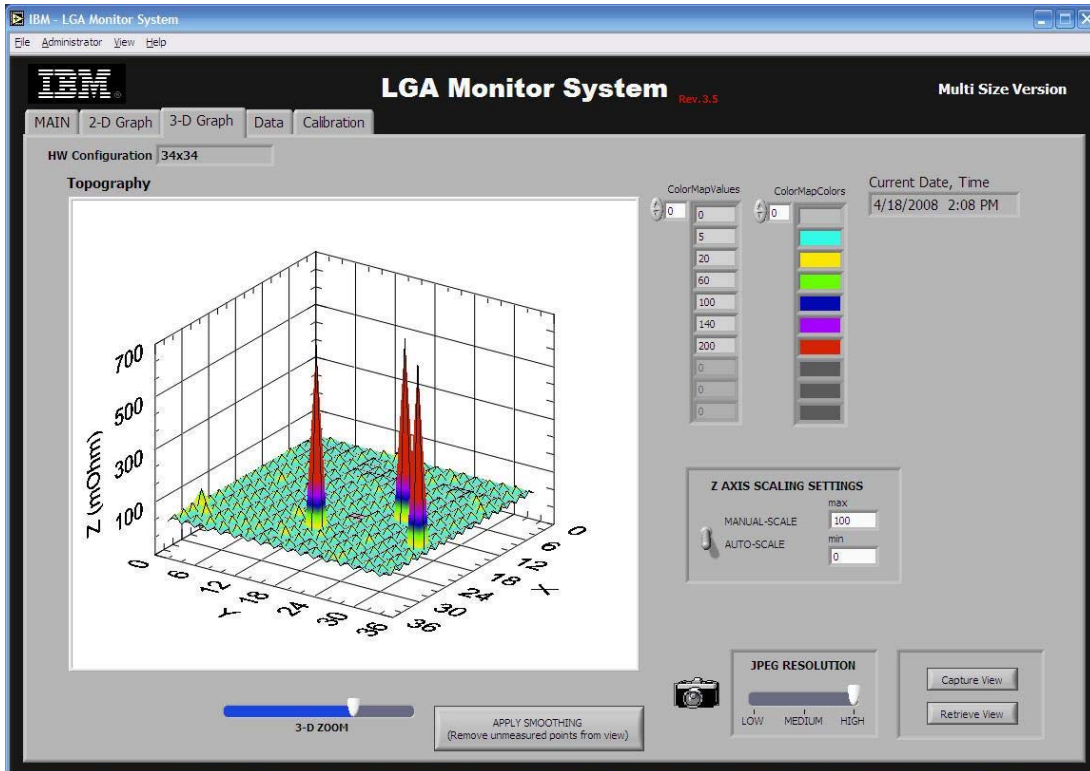 IBM - LGA Monitor System
File Administrator View Help
IBM®
LGA Monitor System Rev.3.5
Multi Size Version
MAIN 2-D Graph 3-D Graph Data Calibration
HW Configuration 34x34
Topography
ColorMapValues
ColorMapColors
Current Date, Time
4/18/2008 2:08 PM
0
0
0
5
20
60
100
140
200
0
0
0
Z (mOhm)
700
500
300
100
0
6
12
18
24
30
36
Y
36
30
24
18
12
6
0
X
Z AXIS SCALING SETTINGS
max
MANUAL-SCALE 100
min
AUTO-SCALE
0
3-D ZOOM
APPLY SMOOTHING
(Remove unmeasured points from view)
JPEG RESOLUTION
LOW MEDIUM HIGH
Capture View
Retrieve View